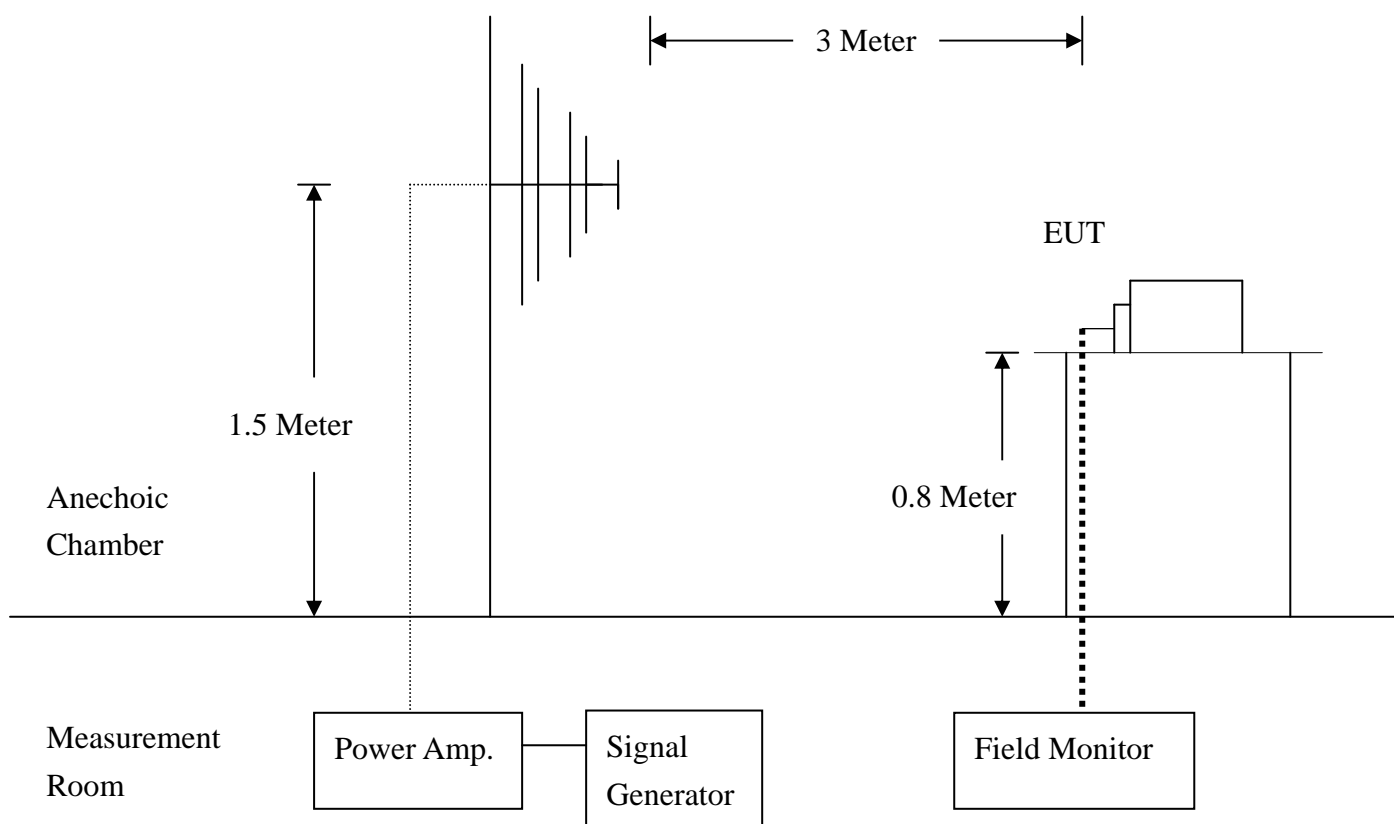 3 Meter
EUT
1.5 Meter
0.8 Meter
Anechoic
Chamber
Measurement
Room
Power Amp.
Signal
Generator
Field Monitor